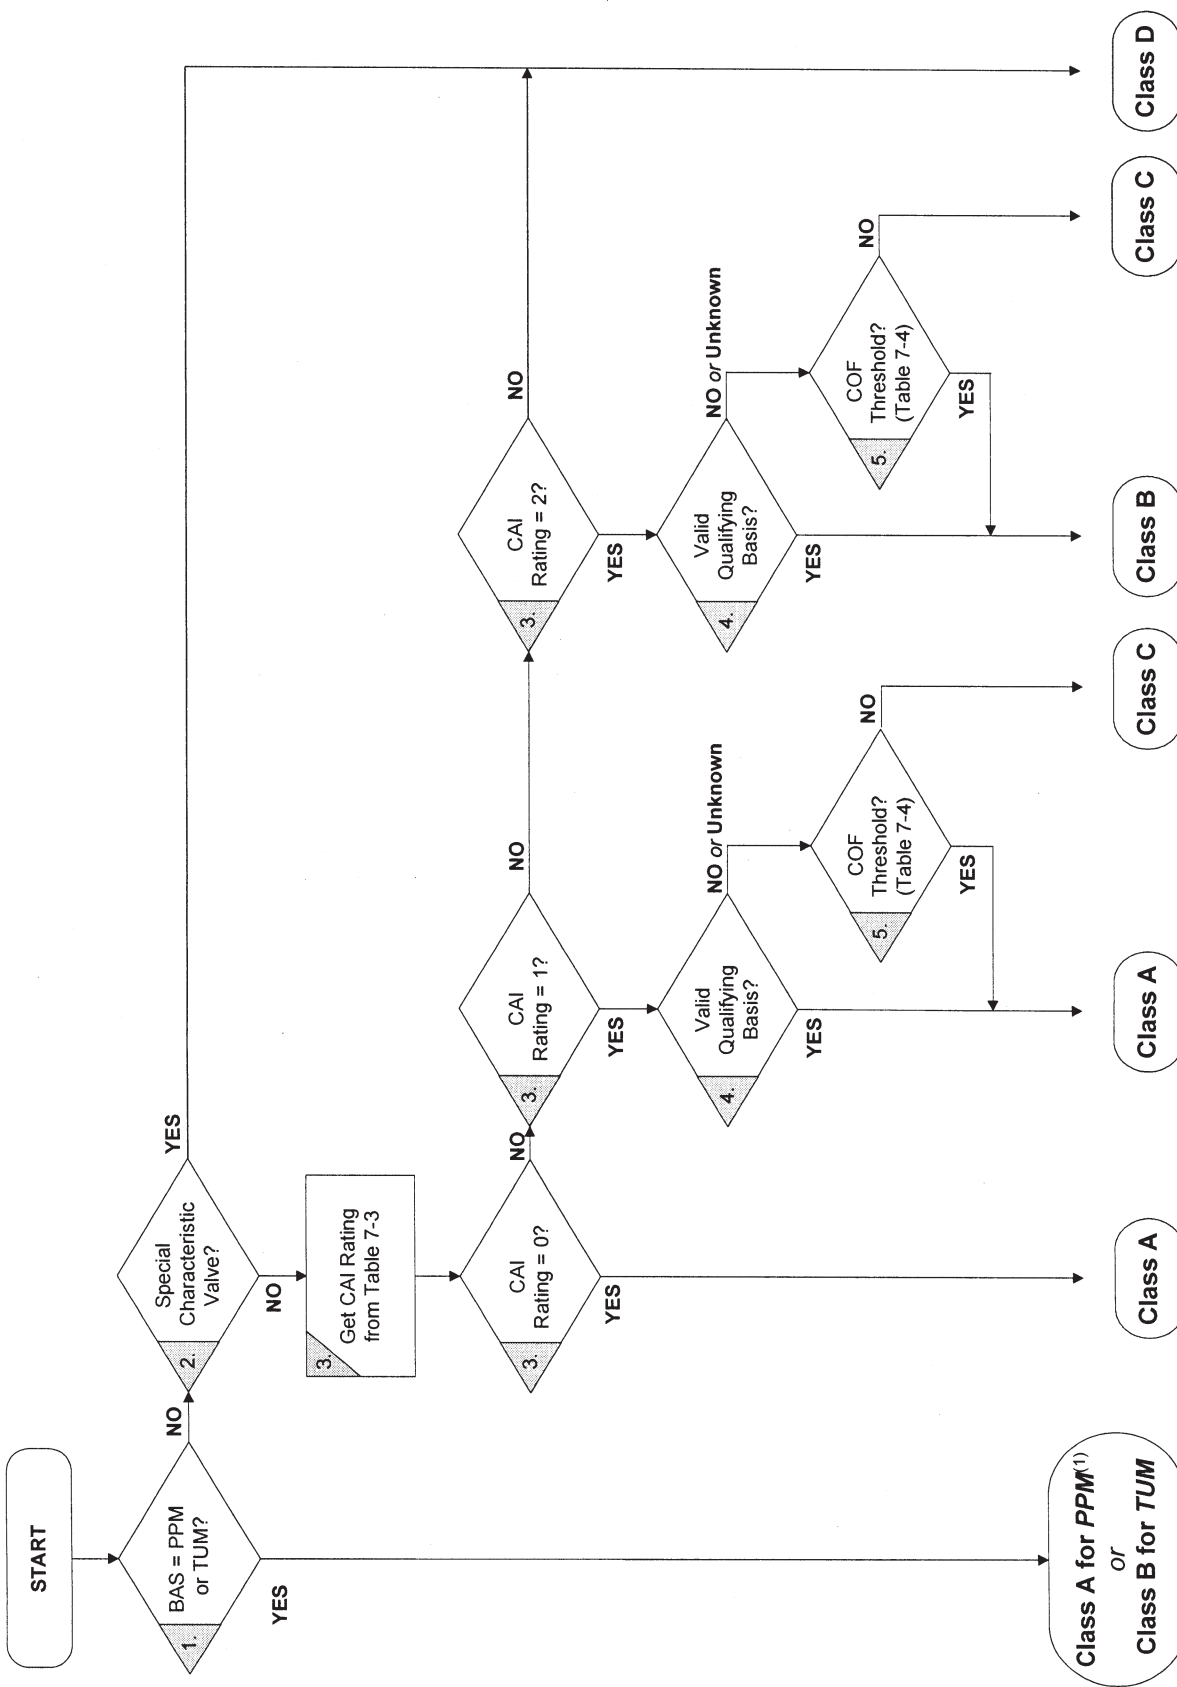 START
1.
BAS = PPM
or TUM?
NO
YES
2.
Special
Characteristic
Valve?
YES
NO
3.
Get CAI Rating
from Table 7-3
3.
CAI
Rating = 0?
NO
YES
3.
CAI
Rating = 1?
NO
YES
3.
CAI
Rating = 2?
NO
YES
4.
Valid
Qualifying
Basis?
NO or Unknown
YES
4.
Valid
Qualifying
Basis?
NO or Unknown
YES
5.
COF
Threshold?
(Table 7-4)
NO
YES
5.
COF
Threshold?
(Table 7-4)
NO
YES
Class A for PPM(1)
or
Class B for TUM
Class A
Class A
Class C
Class B
Class C
Class D